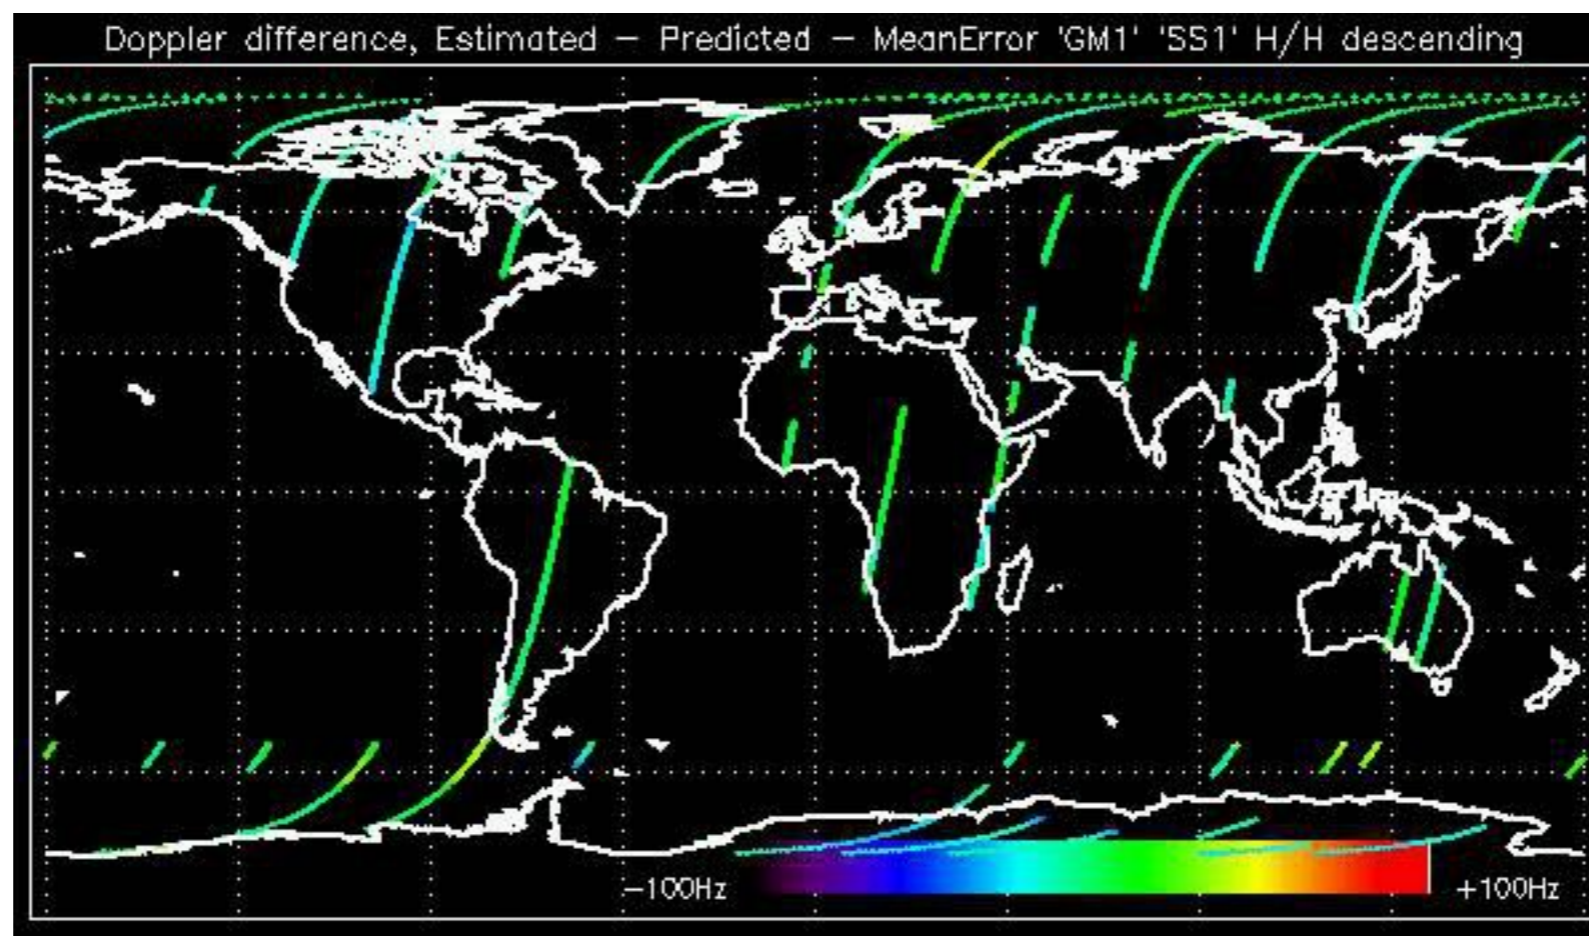 Doppler difference, Estimated – Predicted – MeanError 'GM1' 'SS1' H/H descending
–100Hz +100Hz